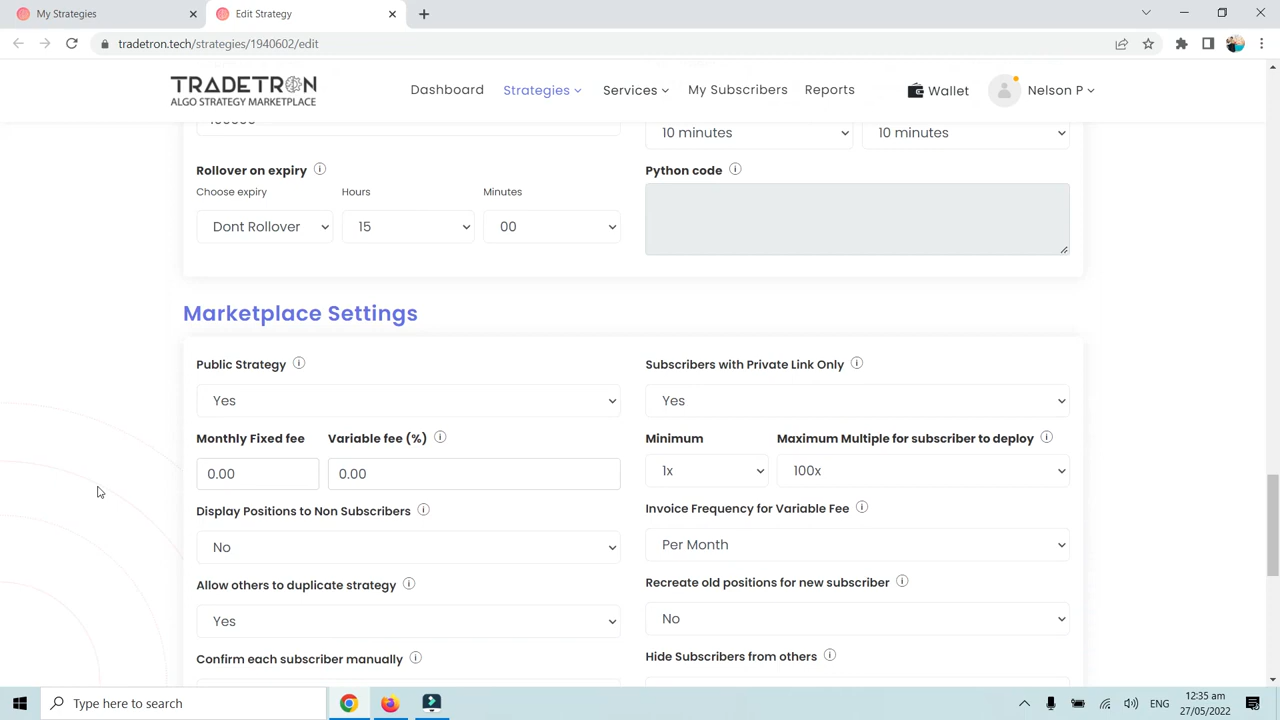 My Strategies
Edit Strategy
tradetron.tech/strategies/1940602/edit
TRADETRON
ALGO STRATEGY MARKETPLACE
Dashboard
Strategies
Services
My Subscribers
Reports
Wallet
Nelson P
10 minutes
10 minutes
Rollover on expiry
Python code
Choose expiry
Hours
Minutes
Dont Rollover
15
00
Marketplace Settings
Public Strategy
Subscribers with Private Link Only
Yes
Yes
Monthly Fixed fee
Variable fee (%)
Minimum
Maximum Multiple for subscriber to deploy
0.00
0.00
1x
100x
Display Positions to Non Subscribers
Invoice Frequency for Variable Fee
No
Per Month
Allow others to duplicate strategy
Recreate old positions for new subscriber
Yes
No
Confirm each subscriber manually
Hide Subscribers from others
Type here to search
ENG
12:35 am
27/05/2022